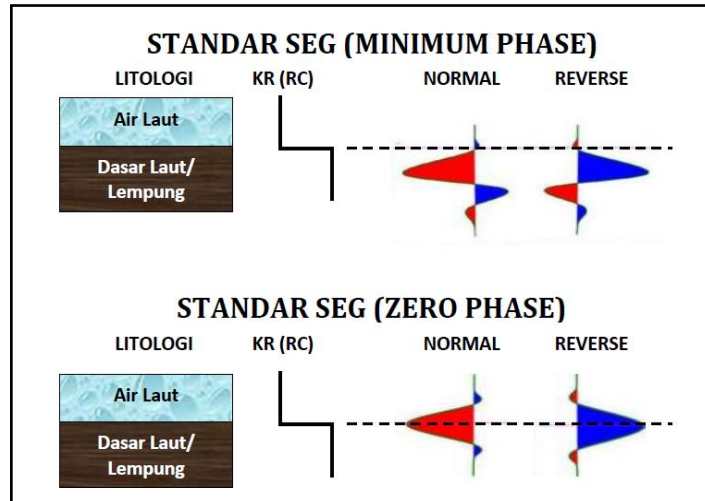 STANDAR SEG (MINIMUM PHASE)
LITOLOGI KR (RC) NORMAL REVERSE
Air Laut
Dasar Laut/
Lempung
STANDAR SEG (ZERO PHASE)
LITOLOGI KR (RC) NORMAL REVERSE
Air Laut
Dasar Laut/
Lempung